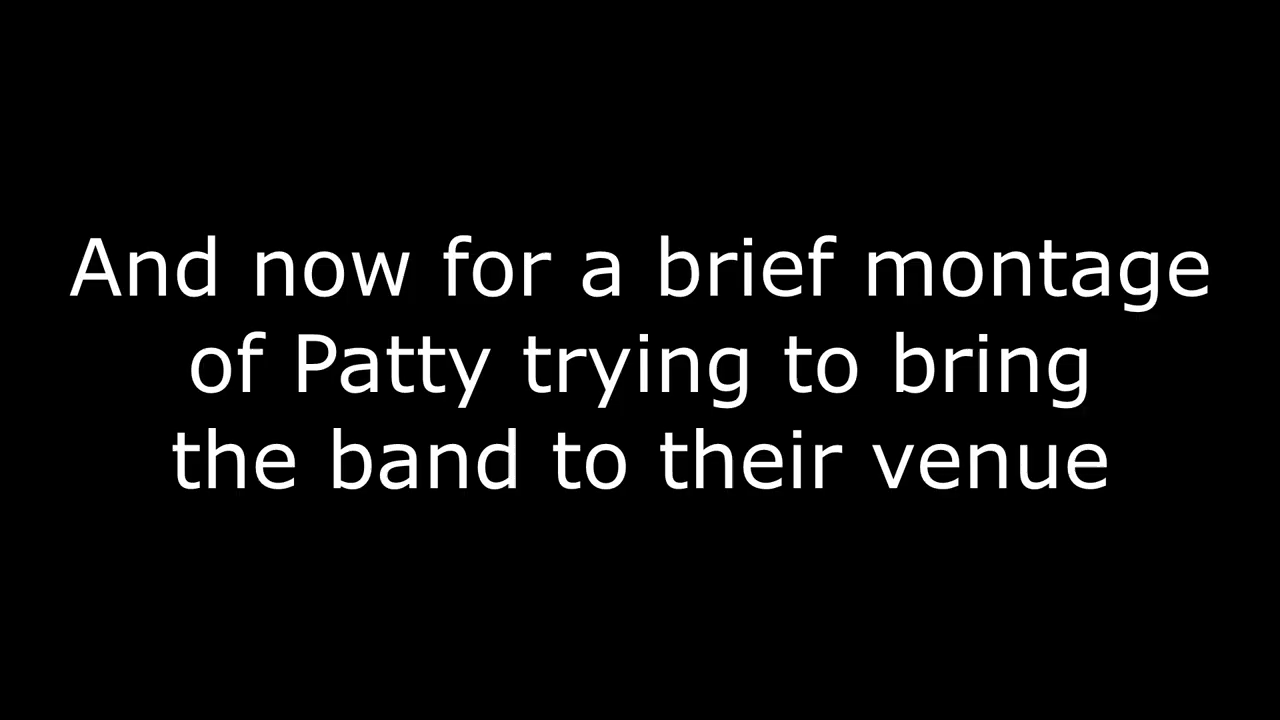 And now for a brief montage
of Patty trying to bring
the band to their venue